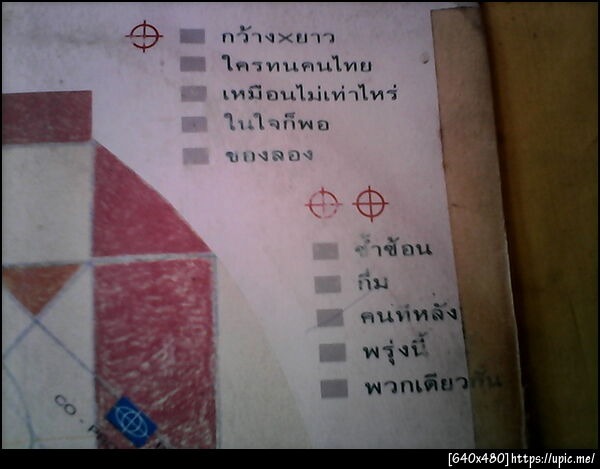 กว้าง×ยาว
ใครทนคนไทย
เหมือนไม่เท่าไหร่
ในใจก็พอ
ของลอง
ซ้ำซ้อน
กึ่ม
คนที่หลัง
พรุ่งนี้
พวกเดียวกัน
CO - P
[640x480]https://upic.me/